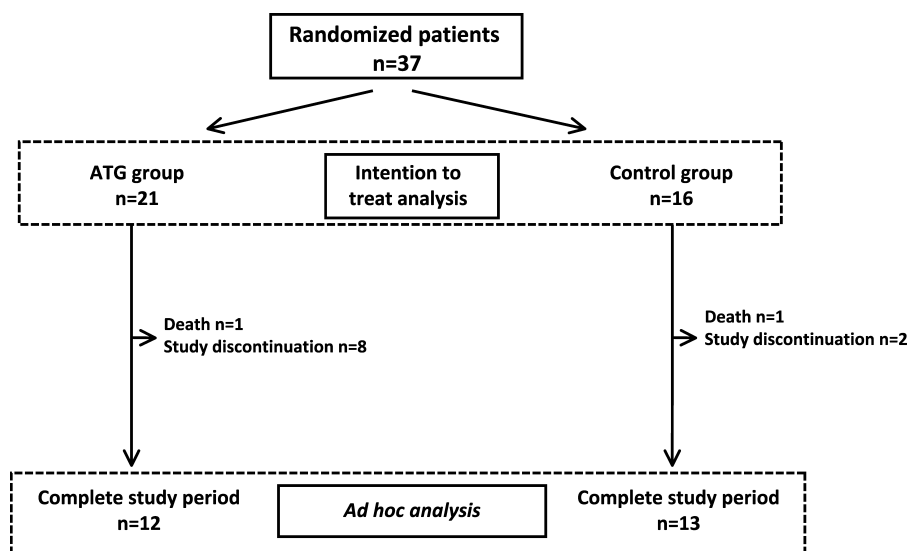 Randomized patients
n=37
ATG group
n=21
Intention to
treat analysis
Control group
n=16
Death n=1
Study discontinuation n=8
Death n=1
Study discontinuation n=2
Complete study period
n=12
Ad hoc analysis
Complete study period
n=13